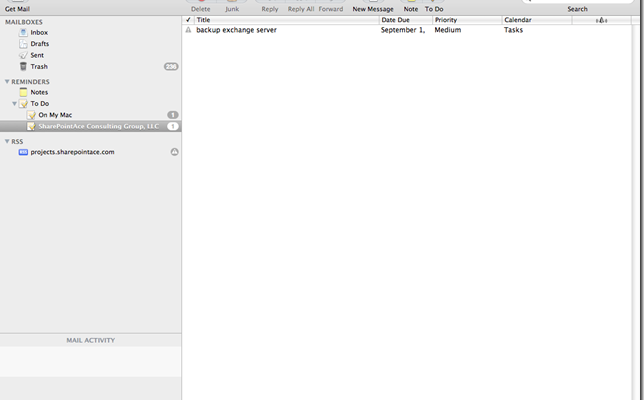 Get Mail Delete Junk Reply Reply All Forward New Message Note To Do Search
MAILBOXES
Inbox
Drafts
Sent
Trash
REMINDERS
Notes
To Do
On My Mac 1
SharePointAce Consulting Group, LLC 1
RSS
projects.sharepointace.com
MAIL ACTIVITY
Title Date Due Priority Calendar
backup exchange server September 1, Medium Tasks